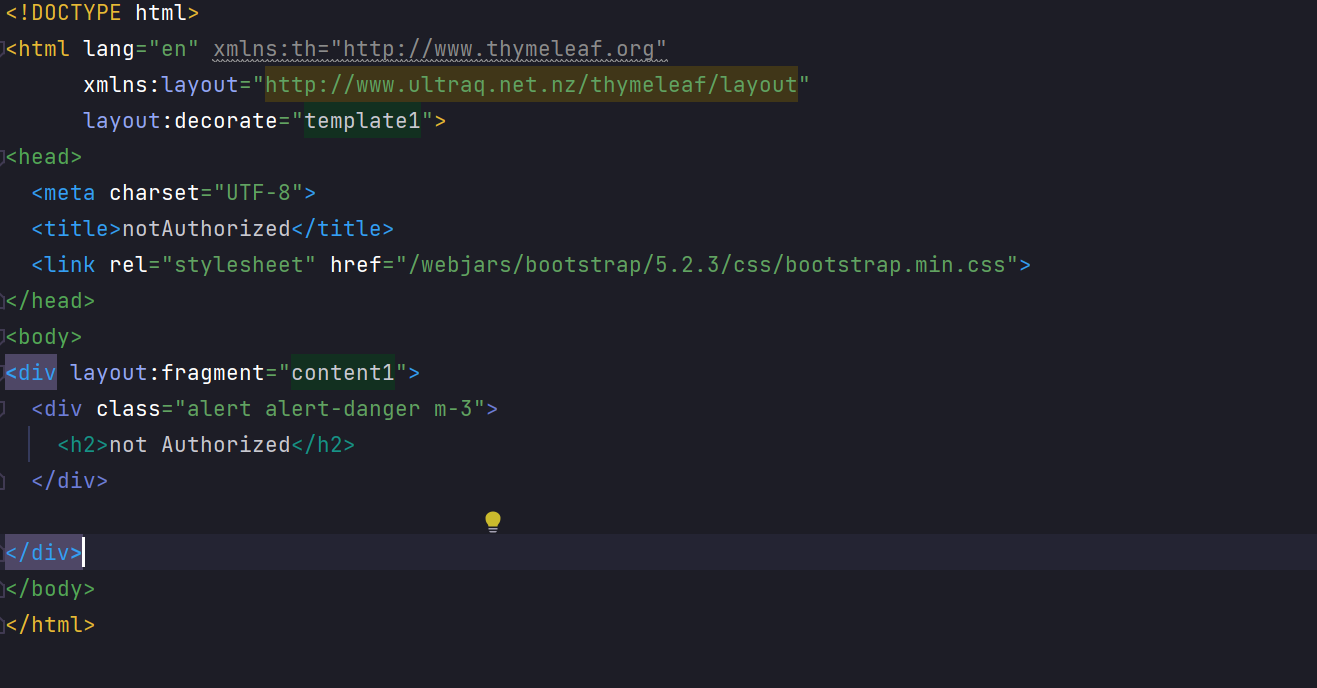 <!DOCTYPE html>
<html lang="en" xmlns:th="http://www.thymeleaf.org"
      xmlns:layout="http://www.ultraq.net.nz/thymeleaf/layout"
      layout:decorate="template1">
<head>
  <meta charset="UTF-8">
  <title>notAuthorized</title>
  <link rel="stylesheet" href="/webjars/bootstrap/5.2.3/css/bootstrap.min.css">
</head>
<body>
<div layout:fragment="content1">
  <div class="alert alert-danger m-3">
    <h2>not Authorized</h2>
  </div>

</div>
</body>
</html>